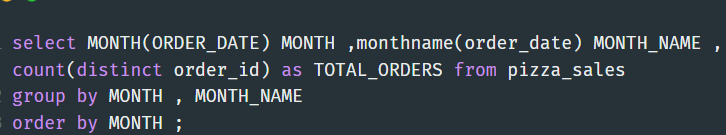 select MONTH(ORDER_DATE) MONTH ,monthname(order_date) MONTH_NAME ,
count(distinct order_id) as TOTAL_ORDERS from pizza_sales
group by MONTH , MONTH_NAME
order by MONTH ;